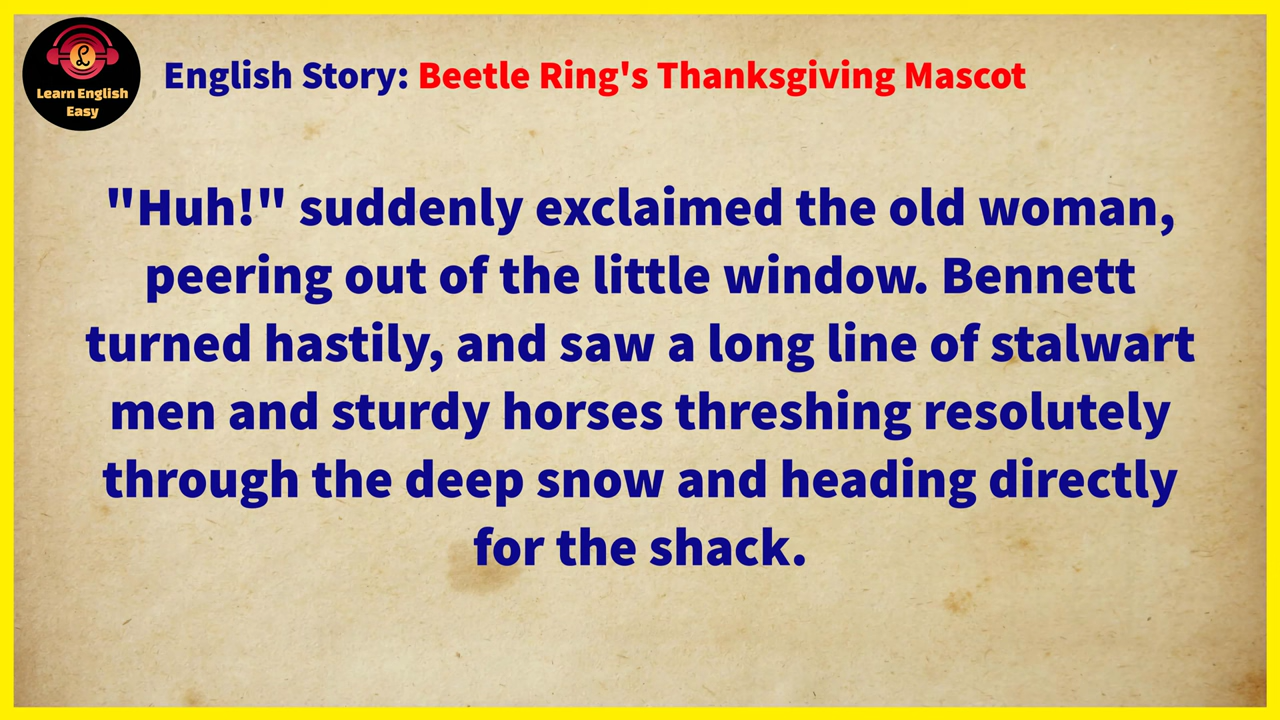 Learn English
Easy
English Story: Beetle Ring's Thanksgiving Mascot
"Huh!" suddenly exclaimed the old woman,
peering out of the little window. Bennett
turned hastily, and saw a long line of stalwart
men and sturdy horses threshing resolutely
through the deep snow and heading directly
for the shack.